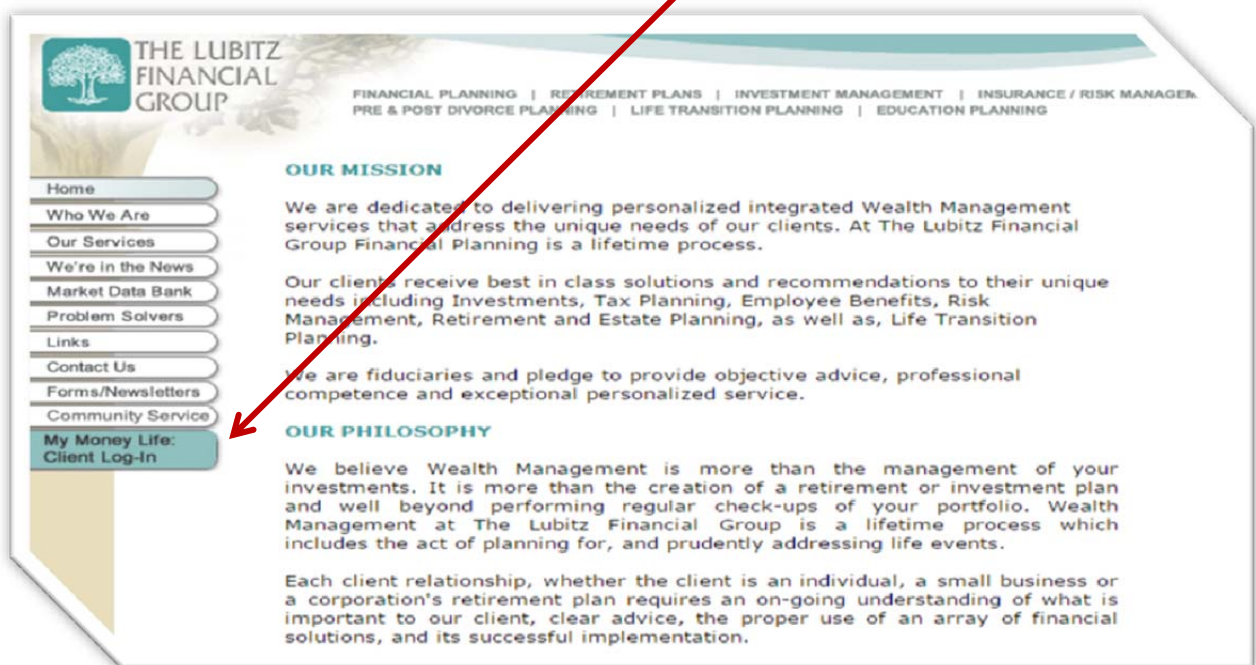 THE LUBITZ
FINANCIAL
GROUP
FINANCIAL PLANNING | RETIREMENT PLANS | INVESTMENT MANAGEMENT | INSURANCE / RISK
PRE & POST DIVORCE PLANNING | LIFE TRANSITION PLANNING | EDUCATION PLANNING
Home
Who We Are
Our Services
We're in the News
Market Data Bank
Problem Solvers
Links
Contact Us
Forms/Newsletters
Community Service
My Money Life:
Client Log-In
OUR MISSION
We are dedicated to delivering personalized integrated Wealth Management
services that address the unique needs of our clients. At The Lubitz Financial
Group Financial Planning is a lifetime process.
Our clients receive best in class solutions and recommendations to their unique
needs including Investments, Tax Planning, Employee Benefits, Risk
Management, Retirement and Estate Planning, as well as, Life Transition
Planning.
We are fiduciaries and pledge to provide objective advice, professional
competence and exceptional personalized service.
OUR PHILOSOPHY
We believe Wealth Management is more than the management of your
investments. It is more than the creation of a retirement or investment plan
and well beyond performing regular check-ups of your portfolio. Wealth
Management at The Lubitz Financial Group is a lifetime process which
includes the act of planning for, and prudently addressing life events.
Each client relationship, whether the client is an individual, a small business or
a corporation's retirement plan requires an on-going understanding of what is
important to our client, clear advice, the proper use of an array of financial
solutions, and its successful implementation.